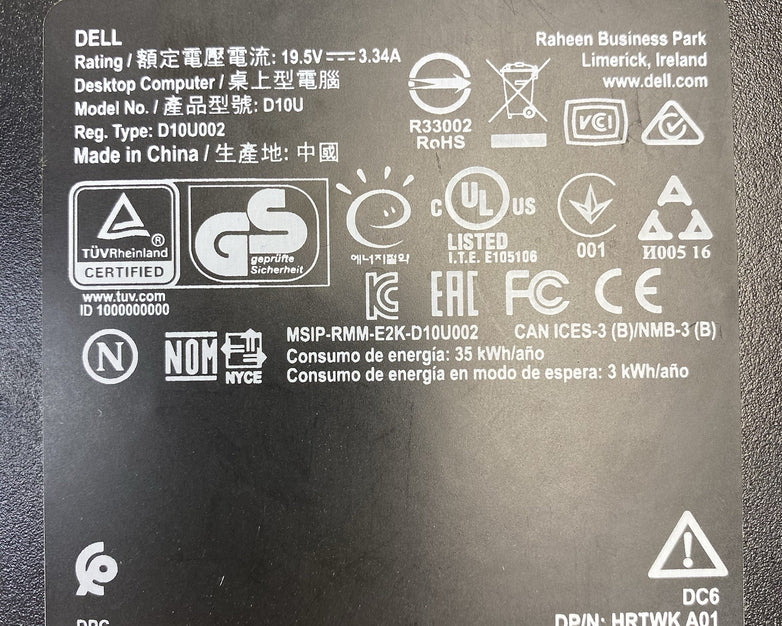 DELL
Rating / 額定電壓電流: 19.5V⎓3.34A
Desktop Computer / 桌上型電腦
Model No. / 產品型號: D10U
Reg. Type: D10U002
Made in China / 生產地: 中國
Raheen Business Park
Limerick, Ireland
www.dell.com
R33002
RoHS
VCI
TÜVRheinland
®
CERTIFIED
GS
geprüfte
Sicherheit
www.tuv.com
ID 1000000000
에너지절약
C UL US
LISTED
I.T.E. E105106
001
И005 16
KC EAC FC CE
MSIP-RMM-E2K-D10U002
CAN ICES-3 (B)/NMB-3 (B)
N
NOM
NYCE
Consumo de energía: 35 kWh/año
Consumo de energía en modo de espera: 3 kWh/año
DC6
DP/N: HRTWK A01